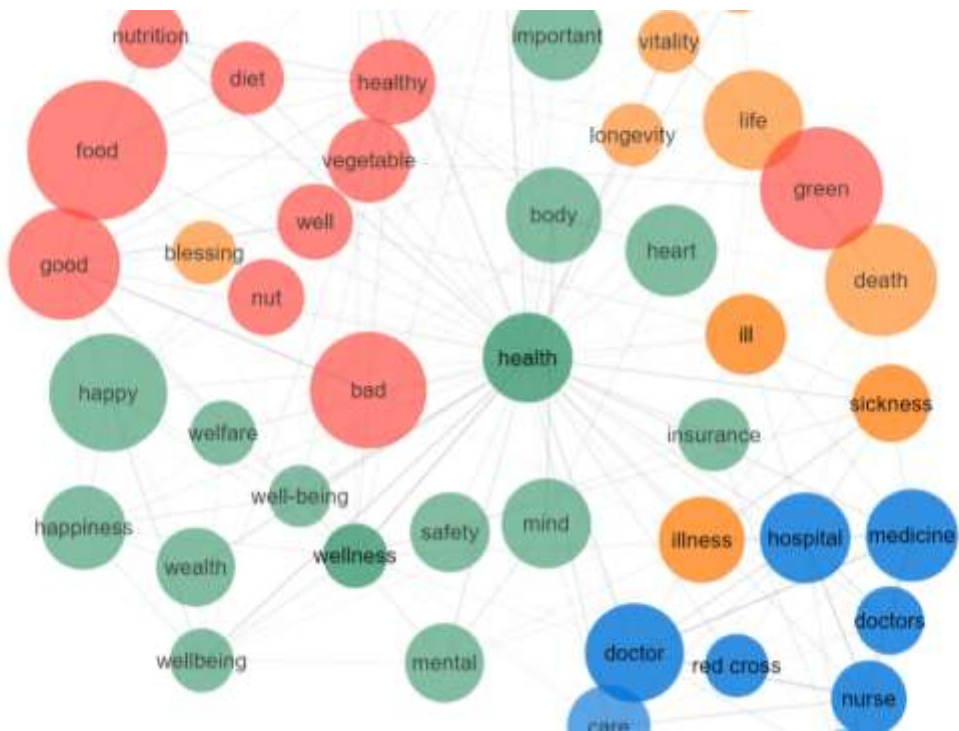 nutrition
important
vitality
diet
healthy
life
longevity
food
vegetable
green
well
body
heart
good
blessing
death
nut
ill
health
happy
bad
sickness
welfare
insurance
well-being
happiness
safety
mind
illness
hospital
medicine
wellness
wealth
doctors
wellbeing
mental
doctor
red cross
nurse
care